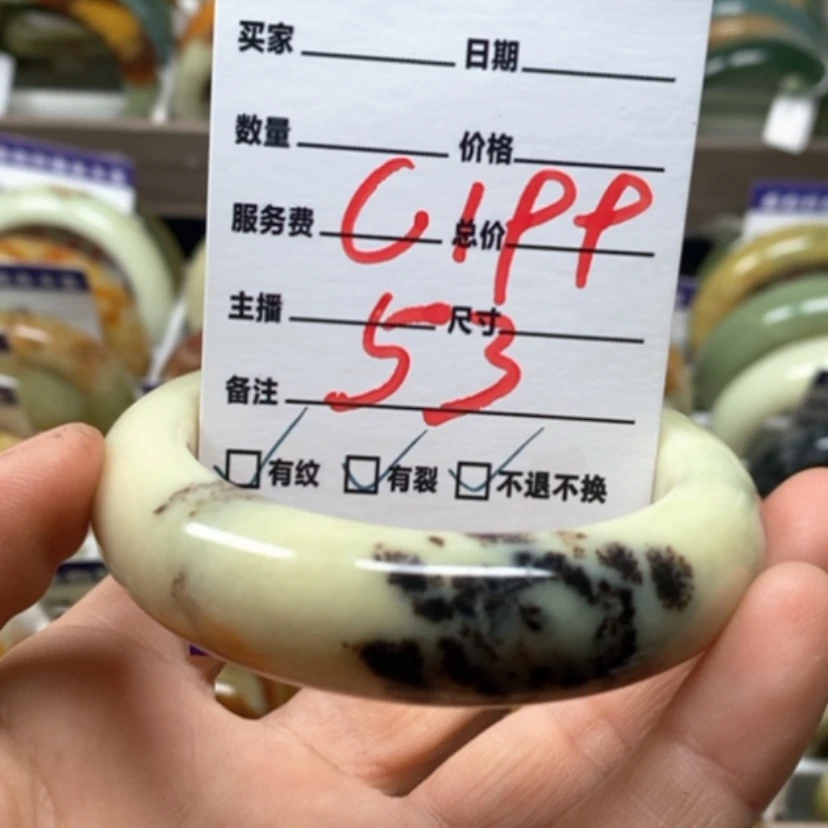 买家 日期
数量 价格
服务费 总价
C199
主播 尺寸
53
备注
有纹 有裂 不退不换